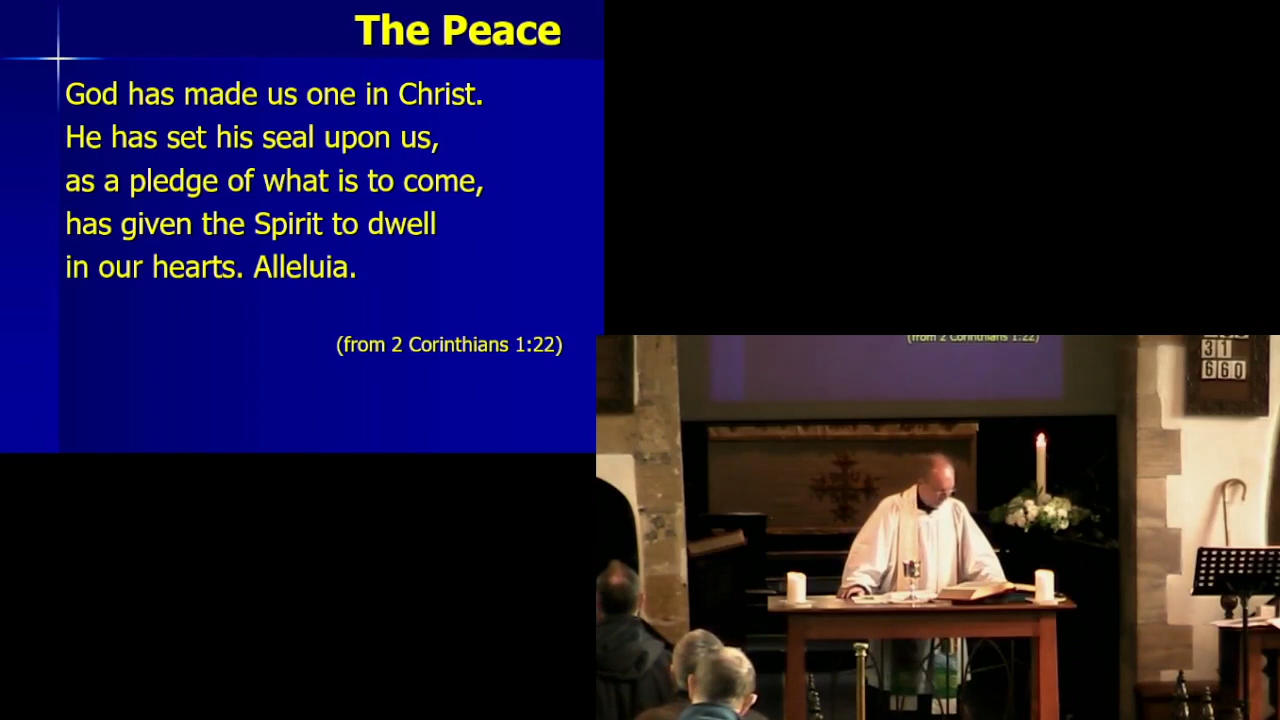 The Peace
God has made us one in Christ.
He has set his seal upon us,
as a pledge of what is to come,
has given the Spirit to dwell
in our hearts. Alleluia.
(from 2 Corinthians 1:22)
(from 2 Corinthians 1:22)
31
660